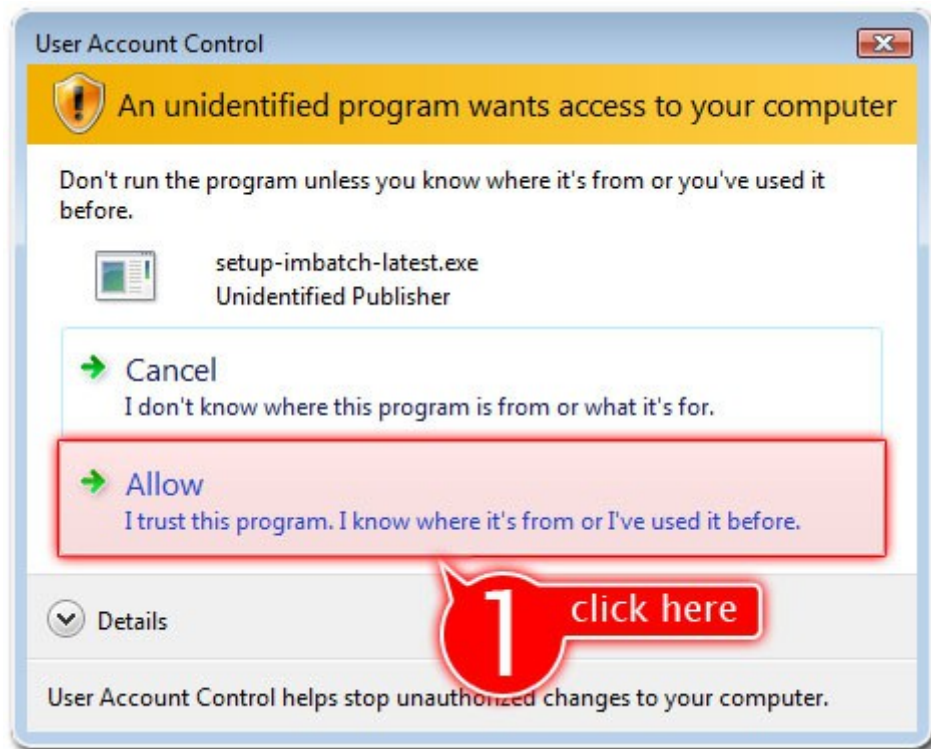 User Account Control
An unidentified program wants access to your computer
Don't run the program unless you know where it's from or you've used it
before.
setup-imbatch-latest.exe
Unidentified Publisher
Cancel
I don't know where this program is from or what it's for.
Allow
I trust this program. I know where it's from or I've used it before.
1 click here
Details
User Account Control helps stop unauthorized changes to your computer.